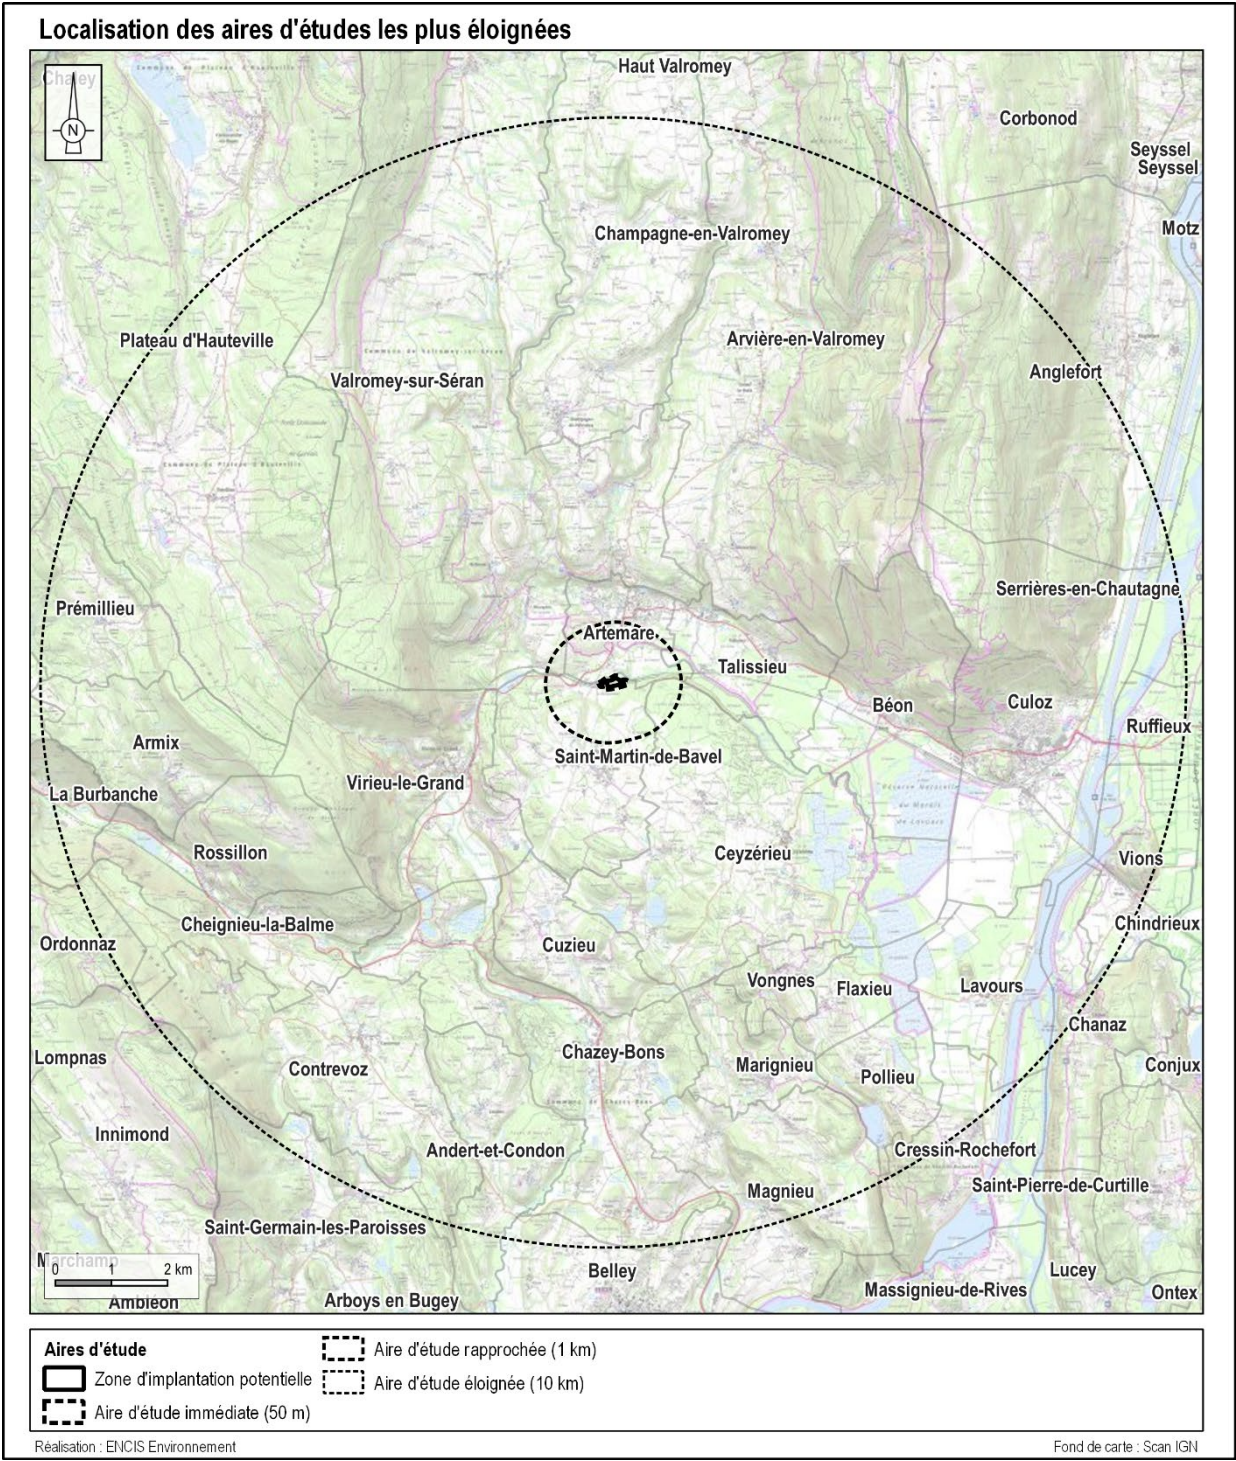 Localisation des aires d'études les plus éloignées
Chaley
N
Haut Valromey
Corbonod
Seyssel
Seyssel
Motz
Champagne-en-Valromey
Plateau d'Hauteville
Arvière-en-Valromey
Valromey-sur-Séran
Anglefort
Serrières-en-Chautagne
Prémillieu
Artemare
Talissieu
Béon
Culoz
Ruffieux
Armix
Saint-Martin-de-Bavel
Virieu-le-Grand
La Burbanche
Rossillon
Ceyzérieu
Vions
Cheignieu-la-Balme
Chindrieux
Ordonnaz
Cuzieu
Vongnes
Flaxieu
Lavours
Chanaz
Lompnas
Contrevoz
Chazey-Bons
Marignieu
Pollieu
Conjux
Innimond
Andert-et-Condon
Cressin-Rochefort
Magnieu
Saint-Pierre-de-Curtille
Saint-Germain-les-Paroisses
Marchamp
0 1 2 km
Belley
Lucey
Massignieu-de-Rives
Ontex
Ambléon
Arboys en Bugey
Aires d'étude
Zone d'implantation potentielle
Aire d'étude immédiate (50 m)
Aire d'étude rapprochée (1 km)
Aire d'étude éloignée (10 km)
Réalisation : ENCIS Environnement
Fond de carte : Scan IGN